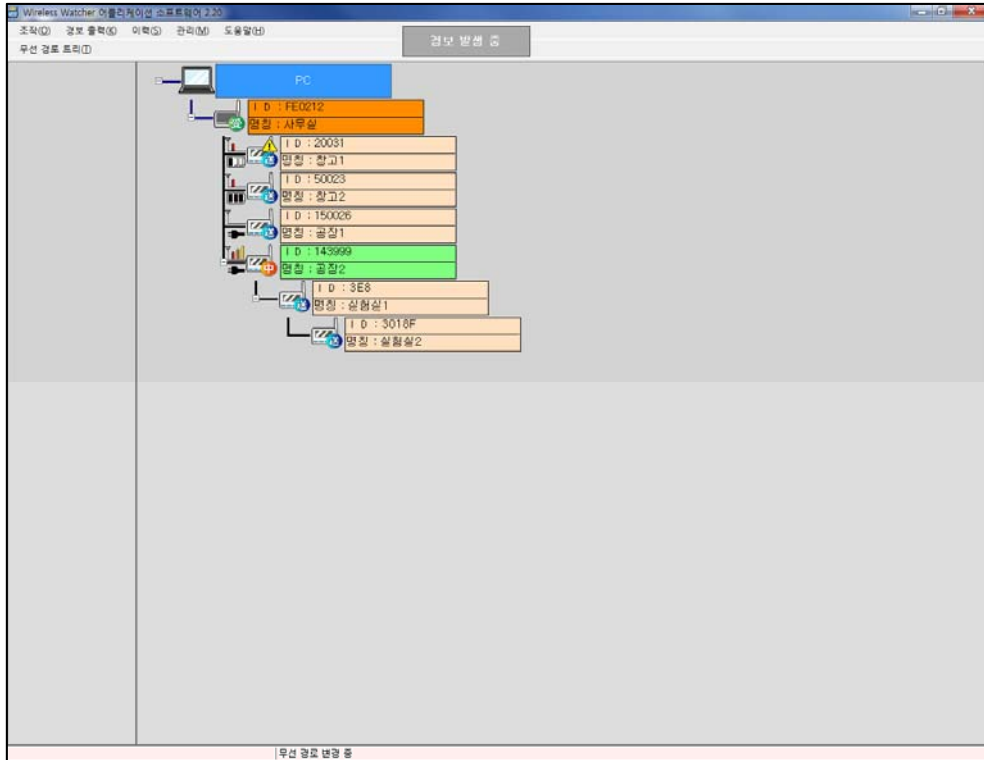 Wireless Watcher 어플리케이션 소프트웨어 2.20
조작(O) 경보 출력(K) 이력(S) 관리(M) 도움말(H)
경보 발생 중
무선 경로 트리(T)
PC
I D : FE0212
명칭 : 사무실
I D : 20031
명칭 : 창고1
I D : 50023
명칭 : 창고2
I D : 150026
명칭 : 공장1
I D : 143999
명칭 : 공장2
I D : 3E8
명칭 : 실험실1
I D : 3018F
명칭 : 실험실2
무선 경로 변경 중